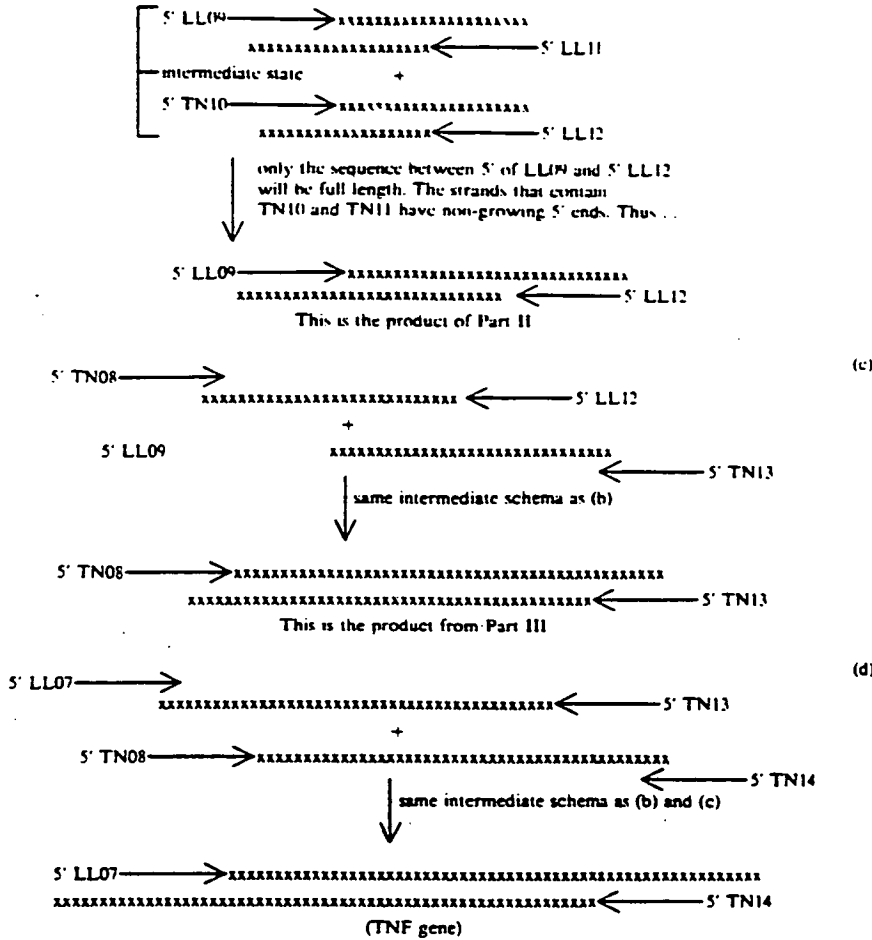 5' LL09
5' LL11
intermediate state
+
5' TN10
5' LL12
only the sequence between 5' of LL09 and 5' LL12
will be full length. The strands that contain
TN10 and TN11 have non-growing 5' ends. Thus . .
5' LL09
5' LL12
This is the product of Part II
(c)
5' TN08
5' LL12
+
5' LL09
5' TN13
same intermediate schema as (b)
5' TN08
5' TN13
This is the product from Part III
(d)
5' LL07
5' TN13
+
5' TN08
5' TN14
same intermediate schema as (b) and (c)
5' LL07
5' TN14
(TNF gene)